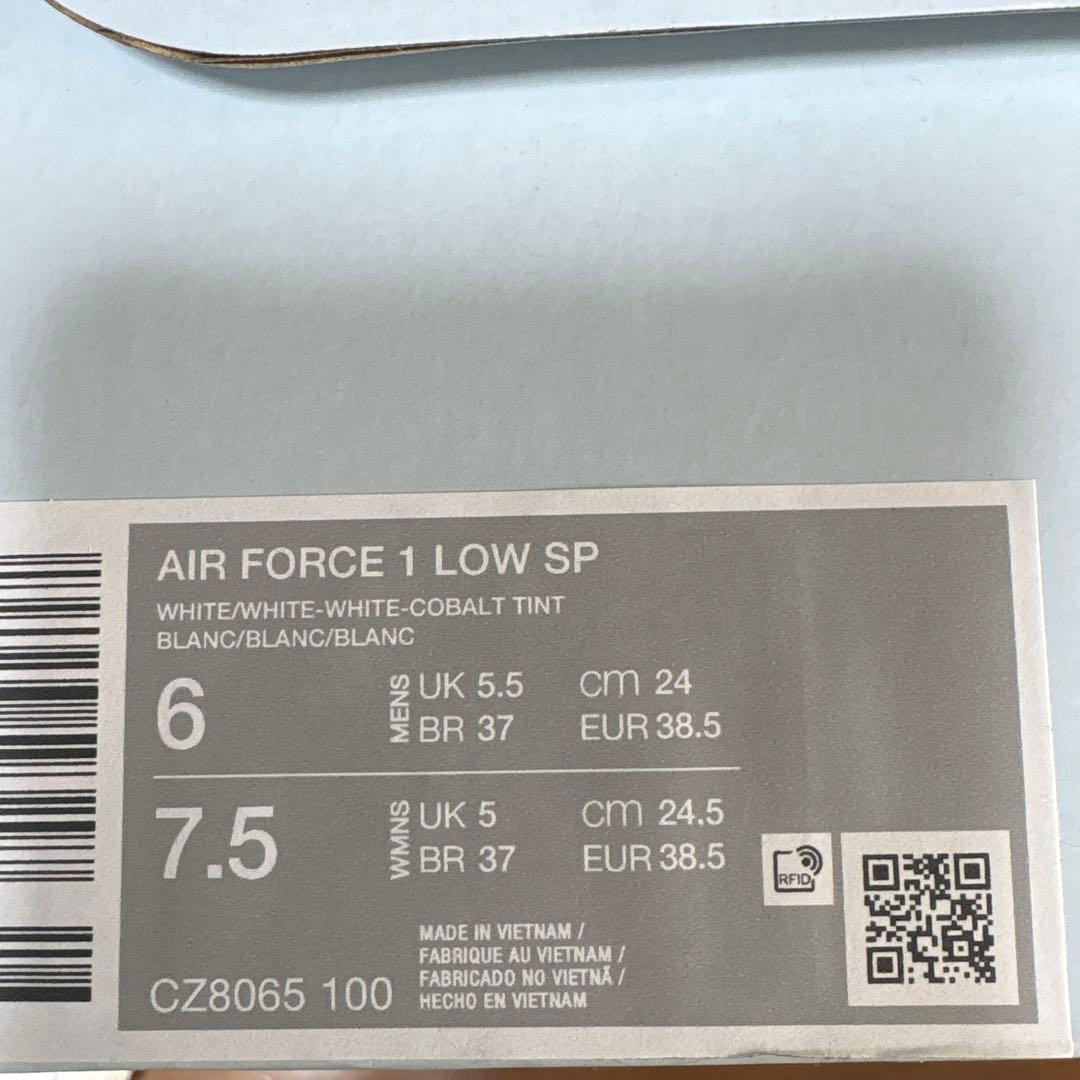 AIR FORCE 1 LOW SP
WHITE/WHITE-WHITE-COBALT TINT
BLANC/BLANC/BLANC
6 MENS UK 5.5 cm 24
BR 37 EUR 38.5
7.5 WMNS UK 5 cm 24.5
BR 37 EUR 38.5
RFID
MADE IN VIETNAM /
FABRIQUE AU VIETNAM /
FABRICADO NO VIETNÃ /
HECHO EN VIETNAM
CZ8065 100